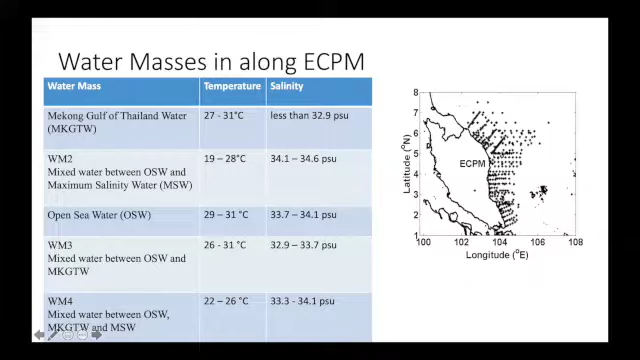 Water Masses in along ECPM
Water Mass Temperature Salinity
Mekong Gulf of Thailand Water 27 - 31°C less than 32.9 psu
(MKGTW)
WM2 19 – 28°C 34.1 – 34.6 psu
Mixed water between OSW and
Maximum Salinity Water (MSW)
Open Sea Water (OSW) 29 – 31°C 33.7 – 34.1 psu
WM3 26 - 31°C 32.9 – 33.7 psu
Mixed water between OSW and
MKGTW
WM4 22 – 26 °C 33.3 - 34.1 psu
Mixed water between OSW,
MKGTW and MSW
8
7
6
5
4
3
2
1
Latitude (°N)
ECPM
100 102 104 106 108
Longitude (°E)